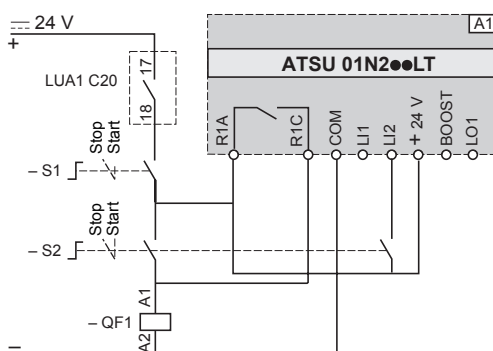 24 V
+
A1
ATSU 01N2●●LT
LUA1 C20
17
18
R1A
R1C
COM
LI1
LI2
+ 24 V
BOOST
LO1
Stop
Start
– S1
Stop
Start
– S2
A1
– QF1
A2
–